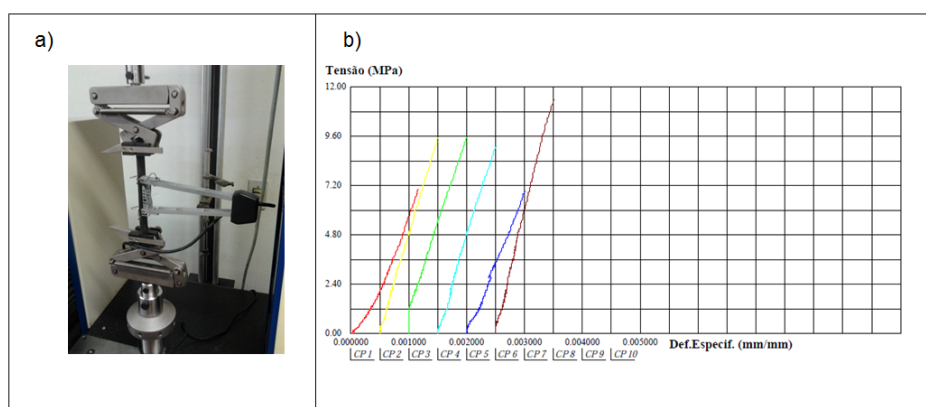 a)
b)
Tensão (MPa)
12.00
9.60
7.20
4.80
2.40
0.00
0.000000 0.001000 0.002000 0.003000 0.004000 0.005000 Def.Especif. (mm/mm)
CP 1 CP 2 CP 3 CP 4 CP 5 CP 6 CP 7 CP 8 CP 9 CP 10